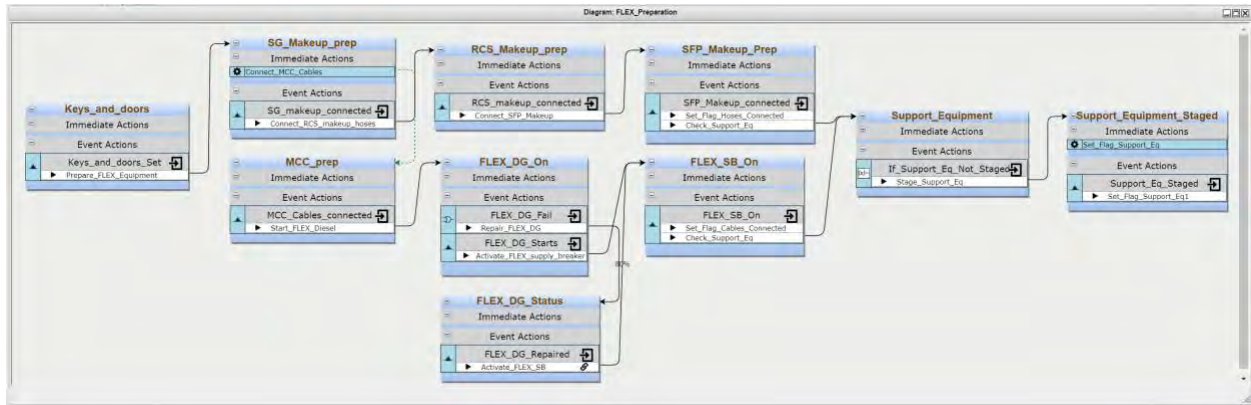 Diagram: FLEX_Preparation
Keys_and_doors
Immediate Actions
Event Actions
Keys_and_doors_Set
Prepare_FLEX_Equipment
SG_Makeup_prep
Immediate Actions
Connect_MCC_Cables
Event Actions
SG_makeup_connected
Connect_RCS_makeup_hoses
RCS_Makeup_prep
Immediate Actions
Event Actions
RCS_makeup_connected
Connect_SFP_Makeup
SFP_Makeup_Prep
Immediate Actions
Event Actions
SFP_Makeup_connected
Set_Flag_Hoses_Connected
Check_Support_Eq
MCC_prep
Immediate Actions
Event Actions
MCC_Cables_connected
Start_FLEX_Diesel
FLEX_DG_On
Immediate Actions
Event Actions
FLEX_DG_Fail
Repair_FLEX_DG
FLEX_DG_Starts
Activate_FLEX_supply_breaker
80%
FLEX_DG_Status
Immediate Actions
Event Actions
FLEX_DG_Repaired
Activate_FLEX_SB
FLEX_SB_On
Immediate Actions
Event Actions
FLEX_SB_On
Set_Flag_Cables_Connected
Check_Support_Eq
Support_Equipment
Immediate Actions
Event Actions
If_Support_Eq_Not_Staged
Stage_Support_Eq
Support_Equipment_Staged
Immediate Actions
Set_Flag_Support_Eq
Event Actions
Support_Eq_Staged
Set_Flag_Support_Eq1